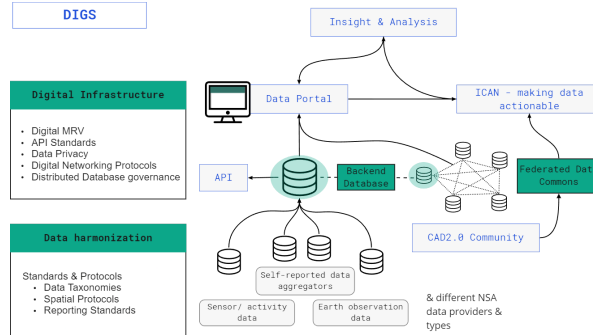 DIGS
Insight & Analysis
Digital Infrastructure
• Digital MRV
• API Standards
• Data Privacy
• Digital Networking Protocols
• Distributed Database governance
Data Portal
ICAN - making data
actionable
API
Backend
Database
Federated Dat
Commons
Data harmonization
Standards & Protocols
• Data Taxonomies
• Spatial Protocols
• Reporting Standards
CAD2.0 Community
Self-reported data
aggregators
Sensor/ activity
data
Earth observation
data
& different NSA
data providers &
types